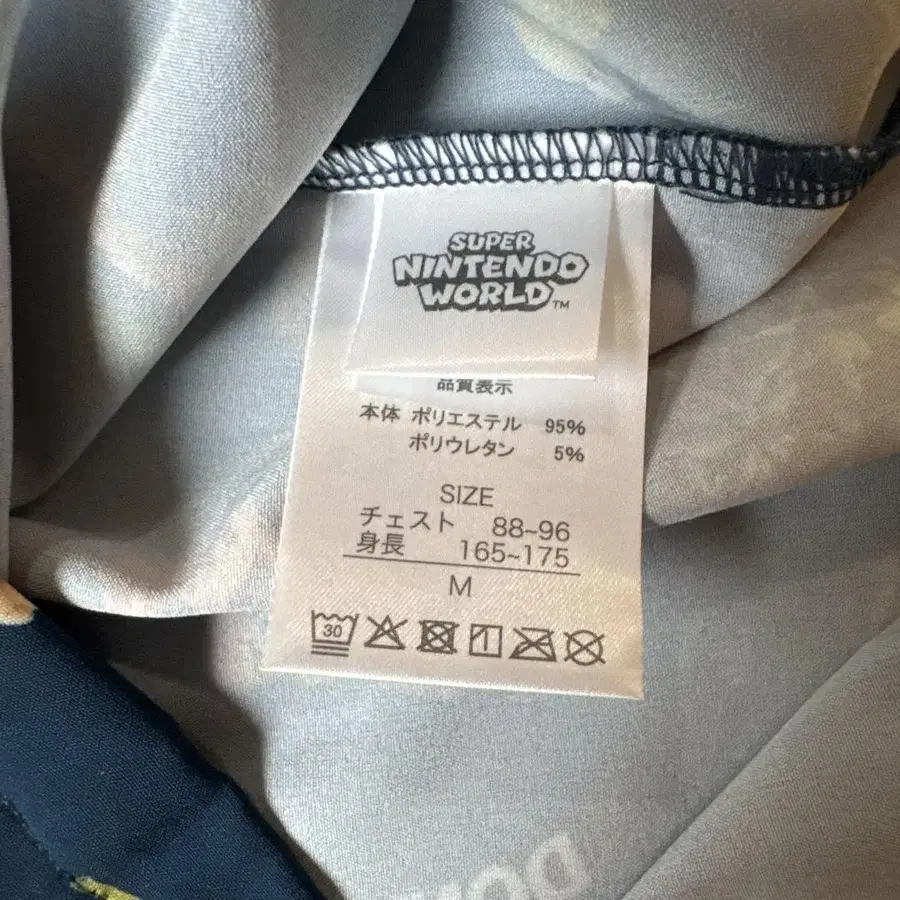 SUPER
NINTENDO
WORLD™
品質表示
本体 ポリエステル 95%
ポリウレタン 5%
SIZE
チェスト 88~96
身長 165~175
M
30